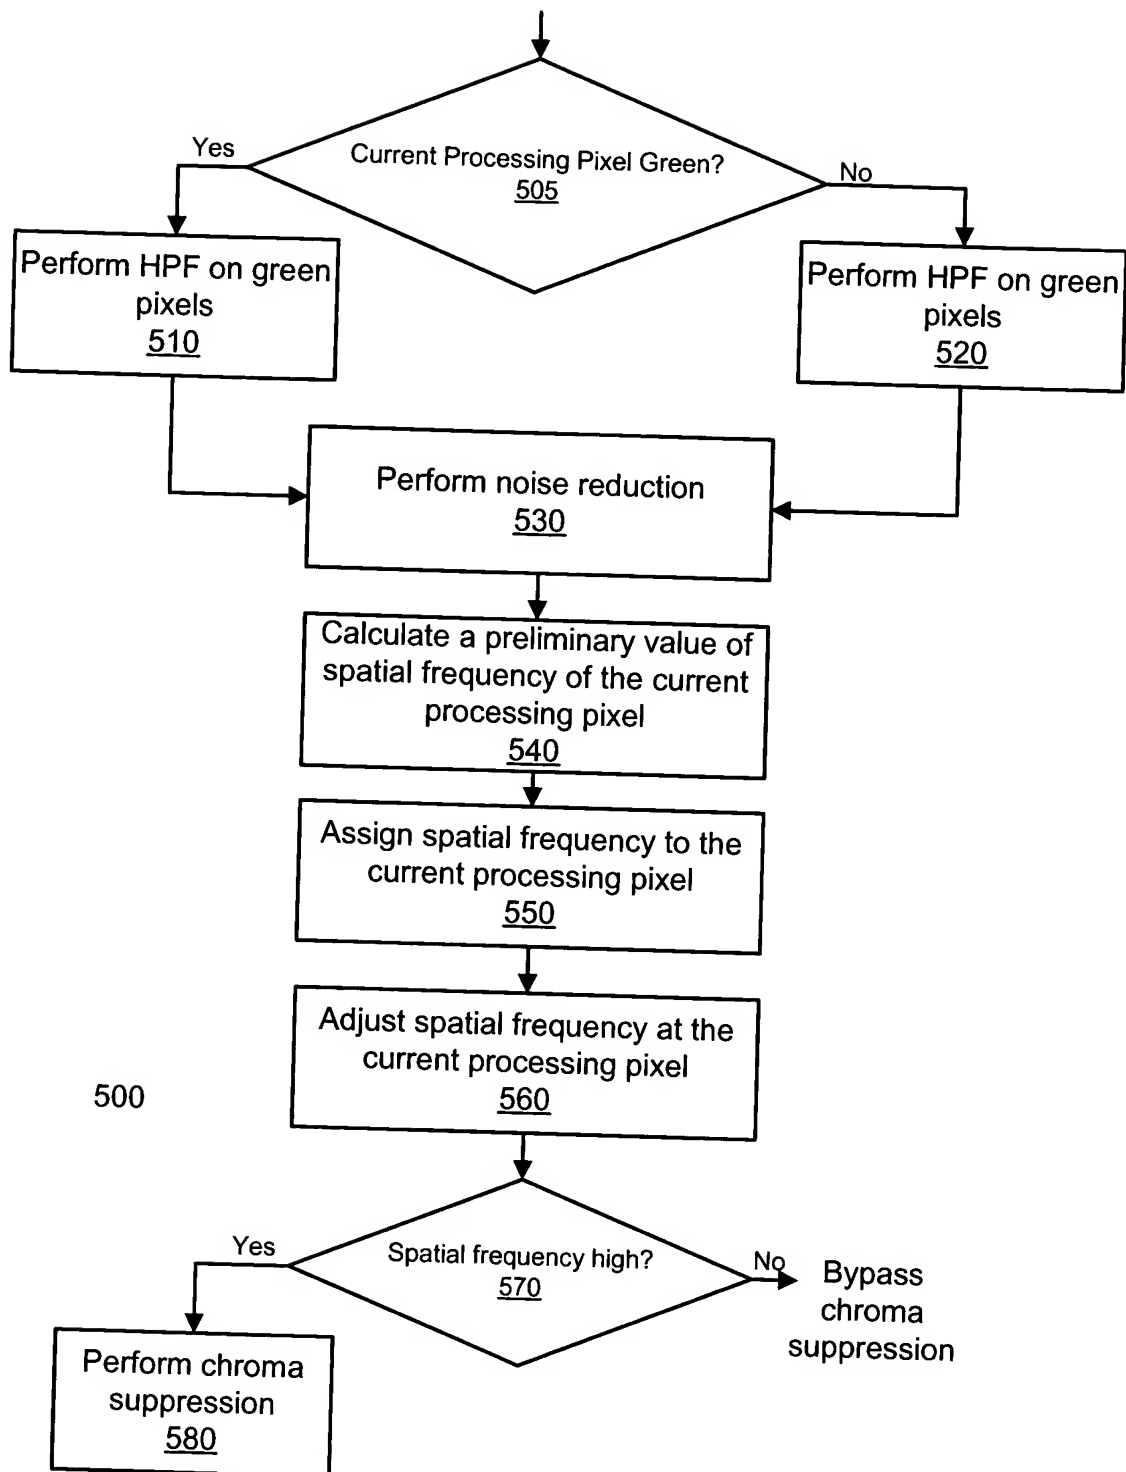 Current Processing Pixel Green?
505
Yes
No
Perform HPF on green
pixels
510
Perform HPF on green
pixels
520
Perform noise reduction
530
Calculate a preliminary value of
spatial frequency of the current
processing pixel
540
Assign spatial frequency to the
current processing pixel
550
Adjust spatial frequency at the
current processing pixel
560
500
Spatial frequency high?
570
Yes
No
Bypass
chroma
suppression
Perform chroma
suppression
580